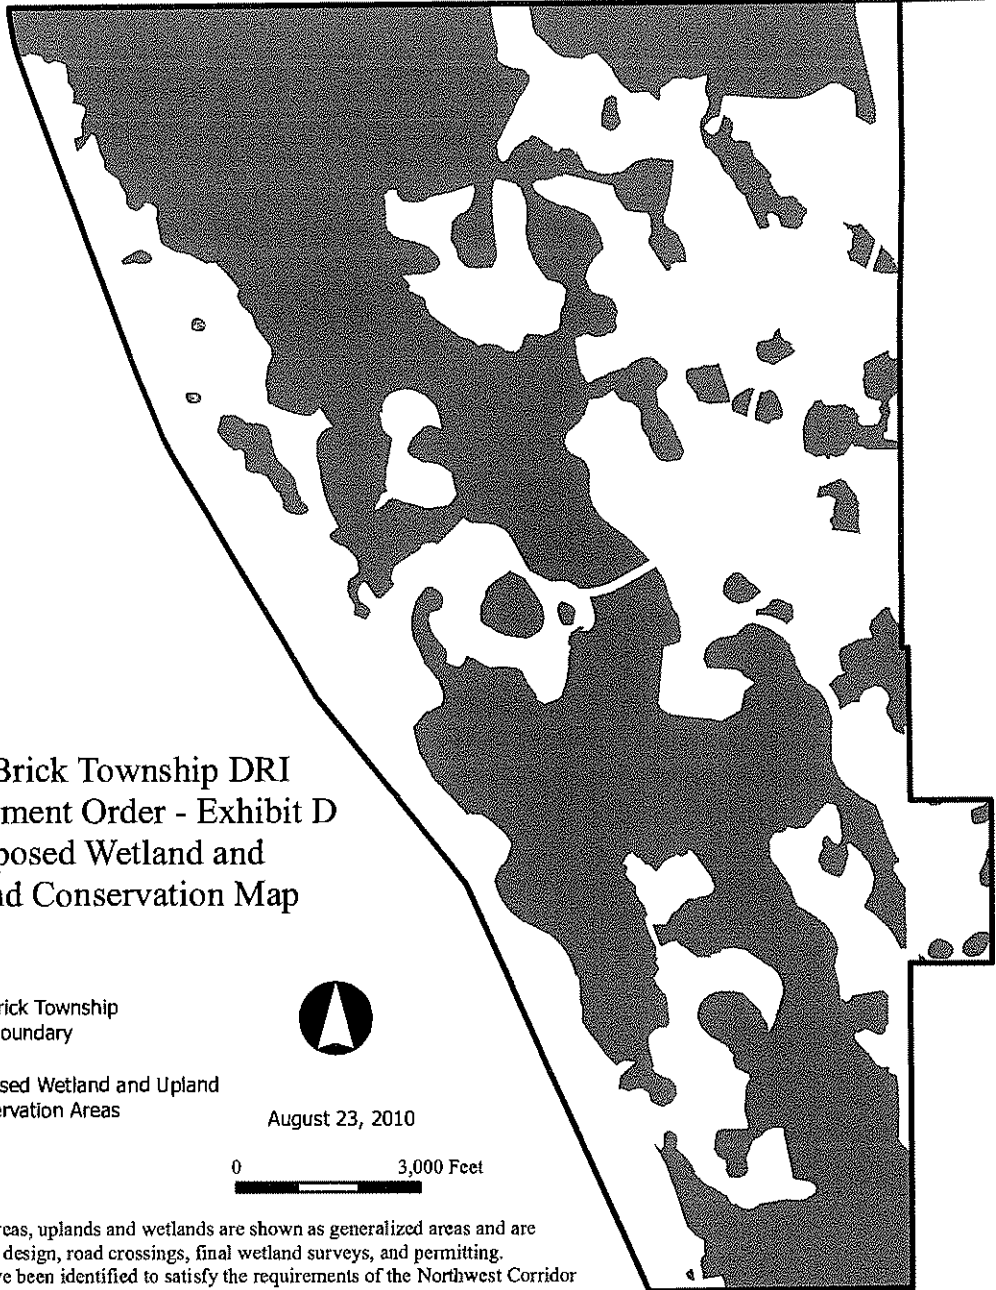 Brick Township DRI
ment Order - Exhibit D
posed Wetland and
nd Conservation Map
rick Township
oundary
sed Wetland and Upland
ervation Areas
August 23, 2010
0 3,000 Feet
reas, uplands and wetlands are shown as generalized areas and are
design, road crossings, final wetland surveys, and permitting.
ve been identified to satisfy the requirements of the Northwest Corridor